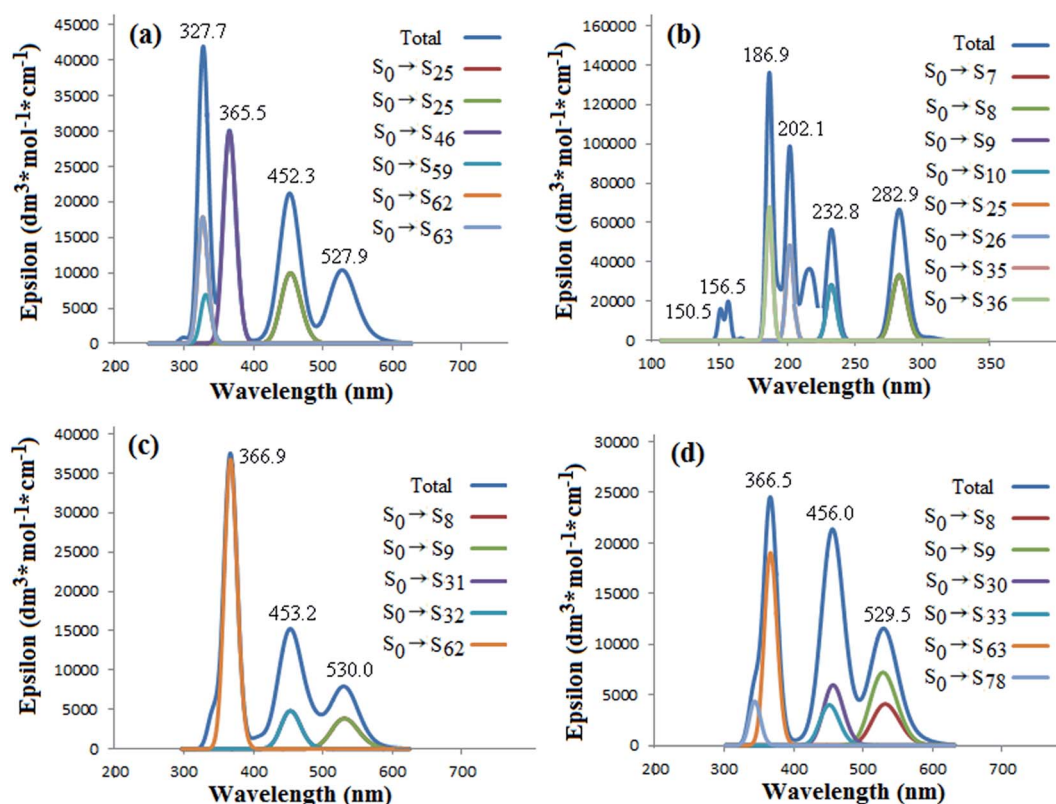 (a)
Epsilon (dm³*mol⁻¹*cm⁻¹)
45000
40000
35000
30000
25000
20000
15000
10000
5000
0
327.7
365.5
452.3
527.9
Total
S0→S25
S0→S25
S0→S46
S0→S59
S0→S62
S0→S63
200 300 400 500 600 700
Wavelength (nm)
(b)
Epsilon (dm³*mol⁻¹*cm⁻¹)
160000
140000
120000
100000
80000
60000
40000
20000
0
186.9
202.1
232.8
282.9
156.5
150.5
Total
S0→S7
S0→S8
S0→S9
S0→S10
S0→S25
S0→S26
S0→S35
S0→S36
100 150 200 250 300 350
Wavelength (nm)
(c)
Epsilon (dm³*mol⁻¹*cm⁻¹)
40000
35000
30000
25000
20000
15000
10000
5000
0
366.9
453.2
530.0
Total
S0→S8
S0→S9
S0→S31
S0→S32
S0→S62
200 300 400 500 600 700
Wavelength (nm)
(d)
Epsilon (dm³*mol⁻¹*cm⁻¹)
30000
25000
20000
15000
10000
5000
0
366.5
456.0
529.5
Total
S0→S8
S0→S9
S0→S30
S0→S33
S0→S63
S0→S78
200 300 400 500 600 700
Wavelength (nm)